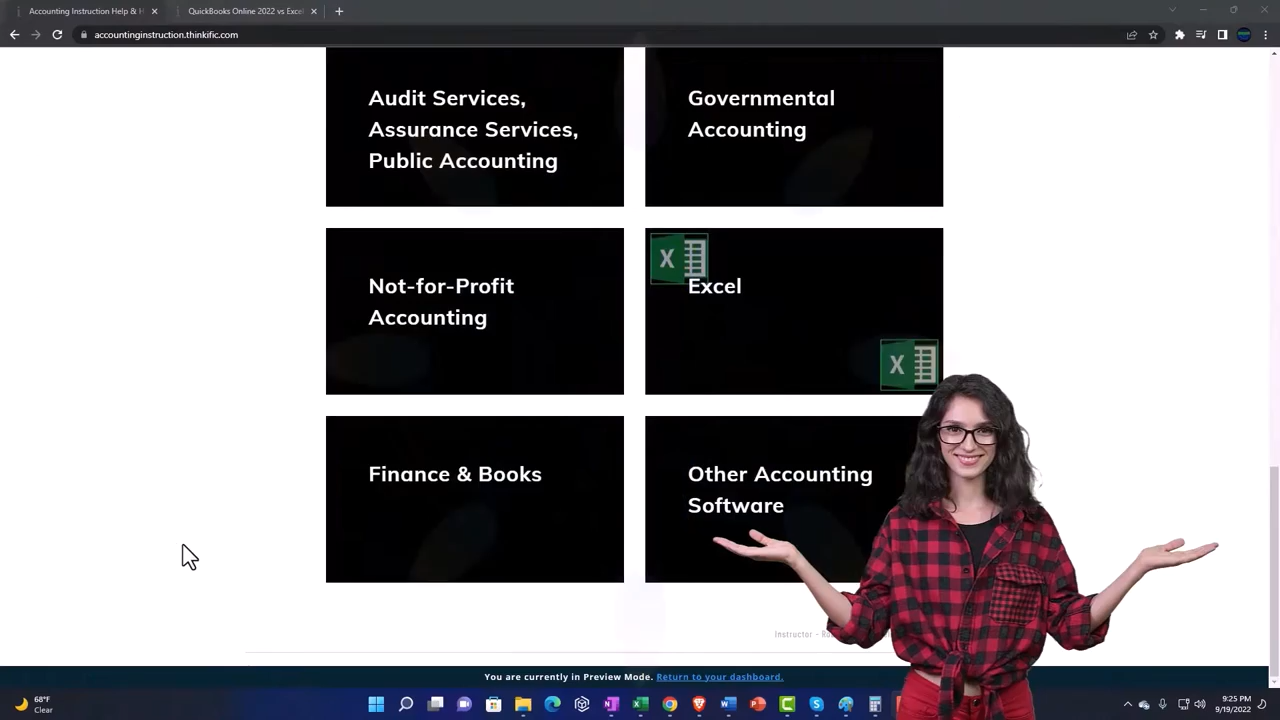 Accounting Instruction Help & H
QuickBooks Online 2022 vs Excel
accountinginstruction.thinkific.com
Audit Services,
Assurance Services,
Public Accounting
Governmental
Accounting
Not-for-Profit
Accounting
X
Excel
X
Finance & Books
Other Accounting
Software
Instructor -
You are currently in Preview Mode. Return to your dashboard.
68°F
Clear
9:25 PM
9/19/2022